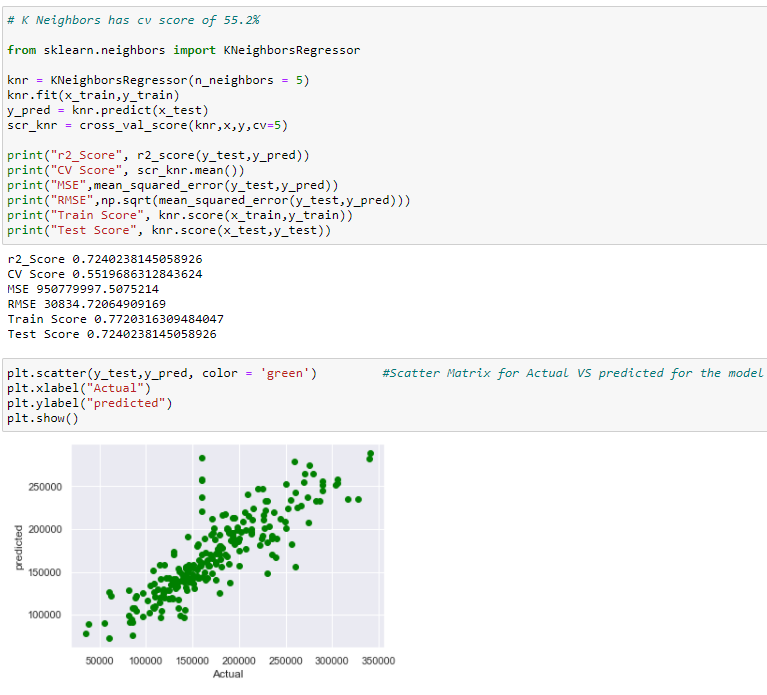 # K Neighbors has cv score of 55.2%
from sklearn.neighbors import KNeighborsRegressor
knr = KNeighborsRegressor(n_neighbors = 5)
knr.fit(x_train,y_train)
y_pred = knr.predict(x_test)
scr_knr = cross_val_score(knr,x,y,cv=5)
print("r2_Score", r2_score(y_test,y_pred))
print("CV Score", scr_knr.mean())
print("MSE",mean_squared_error(y_test,y_pred))
print("RMSE",np.sqrt(mean_squared_error(y_test,y_pred)))
print("Train Score", knr.score(x_train,y_train))
print("Test Score", knr.score(x_test,y_test))
r2_Score 0.7240238145058926
CV Score 0.5519686312843624
MSE 950779997.5075214
RMSE 30834.72064909169
Train Score 0.7720316309484047
Test Score 0.7240238145058926
plt.scatter(y_test,y_pred, color = 'green') #Scatter Matrix for Actual VS predicted for the model
plt.xlabel("Actual")
plt.ylabel("predicted")
plt.show()
250000
200000
150000
100000
predicted
50000 100000 150000 200000 250000 300000 350000
Actual